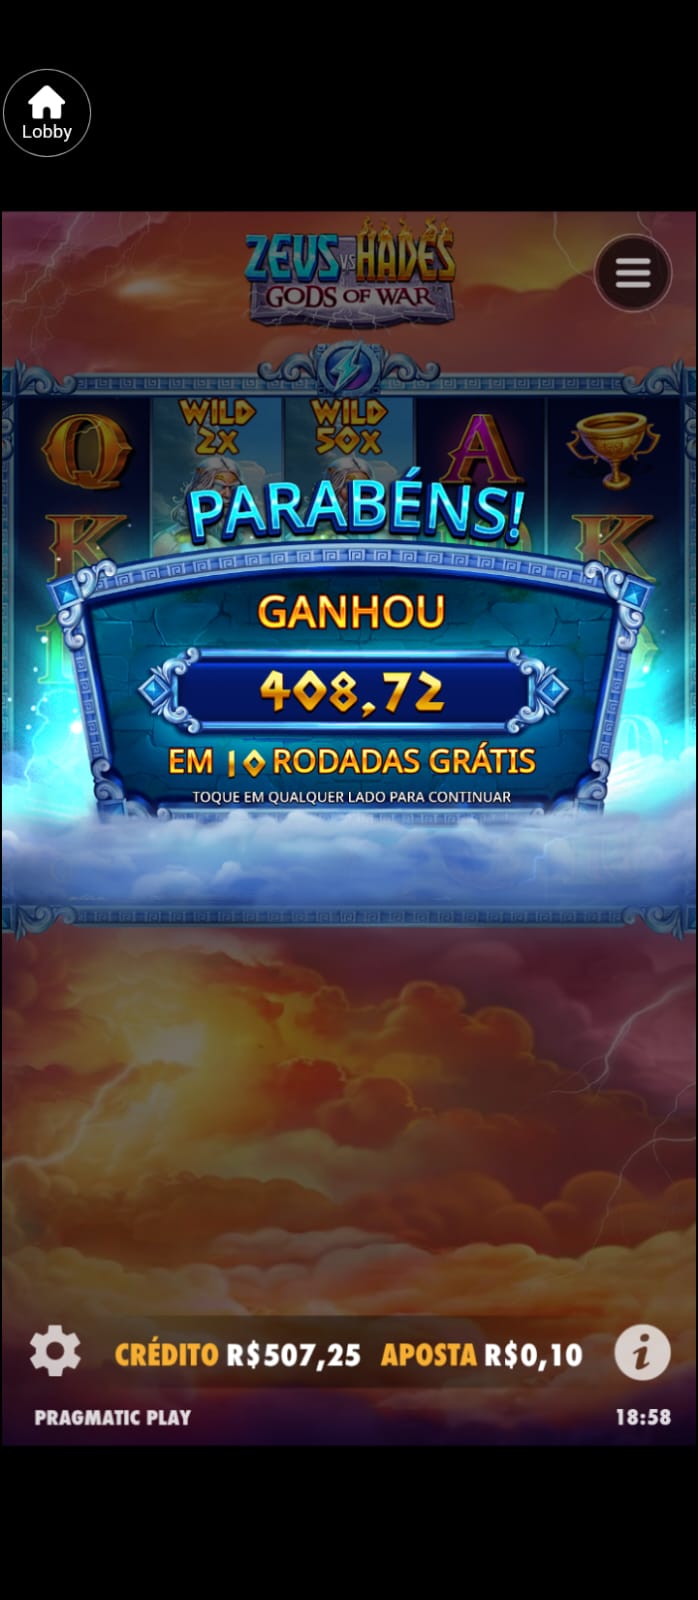 Lobby
ZEUS VS HADES
GODS OF WAR
Q
WILD
2X
WILD
50X
A
K
K
PARABÉNS!
GANHOU
408,72
EM 10 RODADAS GRÁTIS
TOQUE EM QUALQUER LADO PARA CONTINUAR
CRÉDITO R$507,25 APOSTA R$0,10
PRAGMATIC PLAY
18:58